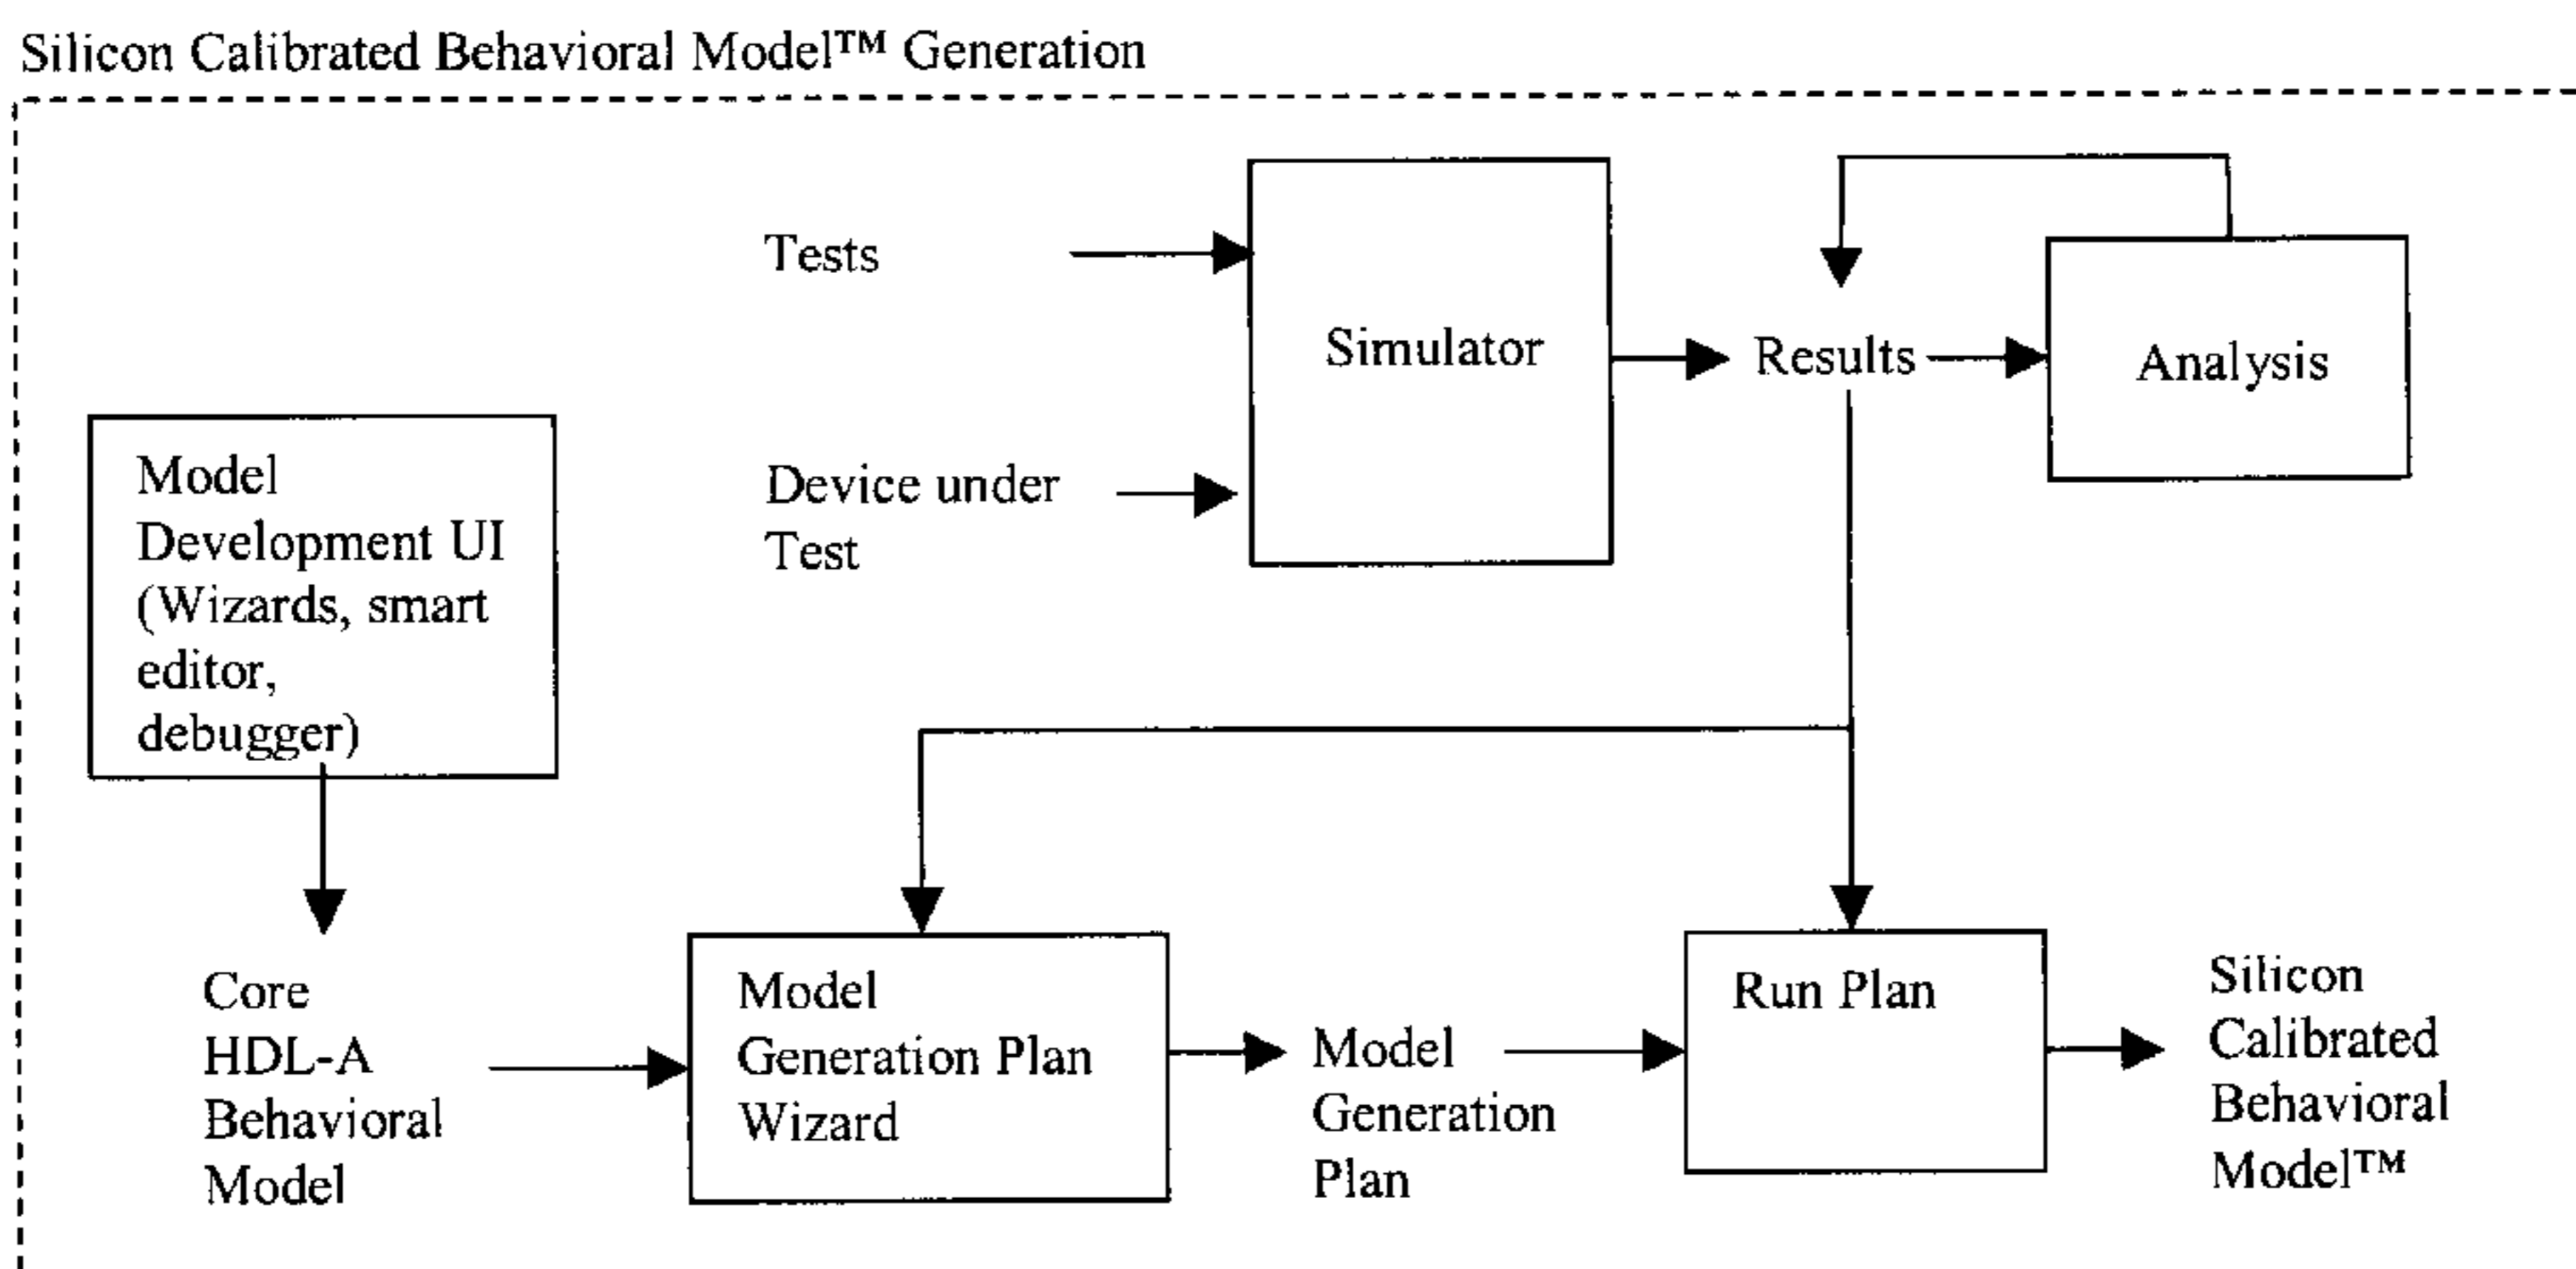 Silicon Calibrated Behavioral Model™ Generation
Tests
Simulator
Results
Analysis
Device under
Test
Model
Development UI
(Wizards, smart
editor,
debugger)
Core
HDL-A
Behavioral
Model
Model
Generation Plan
Wizard
Model
Generation
Plan
Run Plan
Silicon
Calibrated
Behavioral
Model™